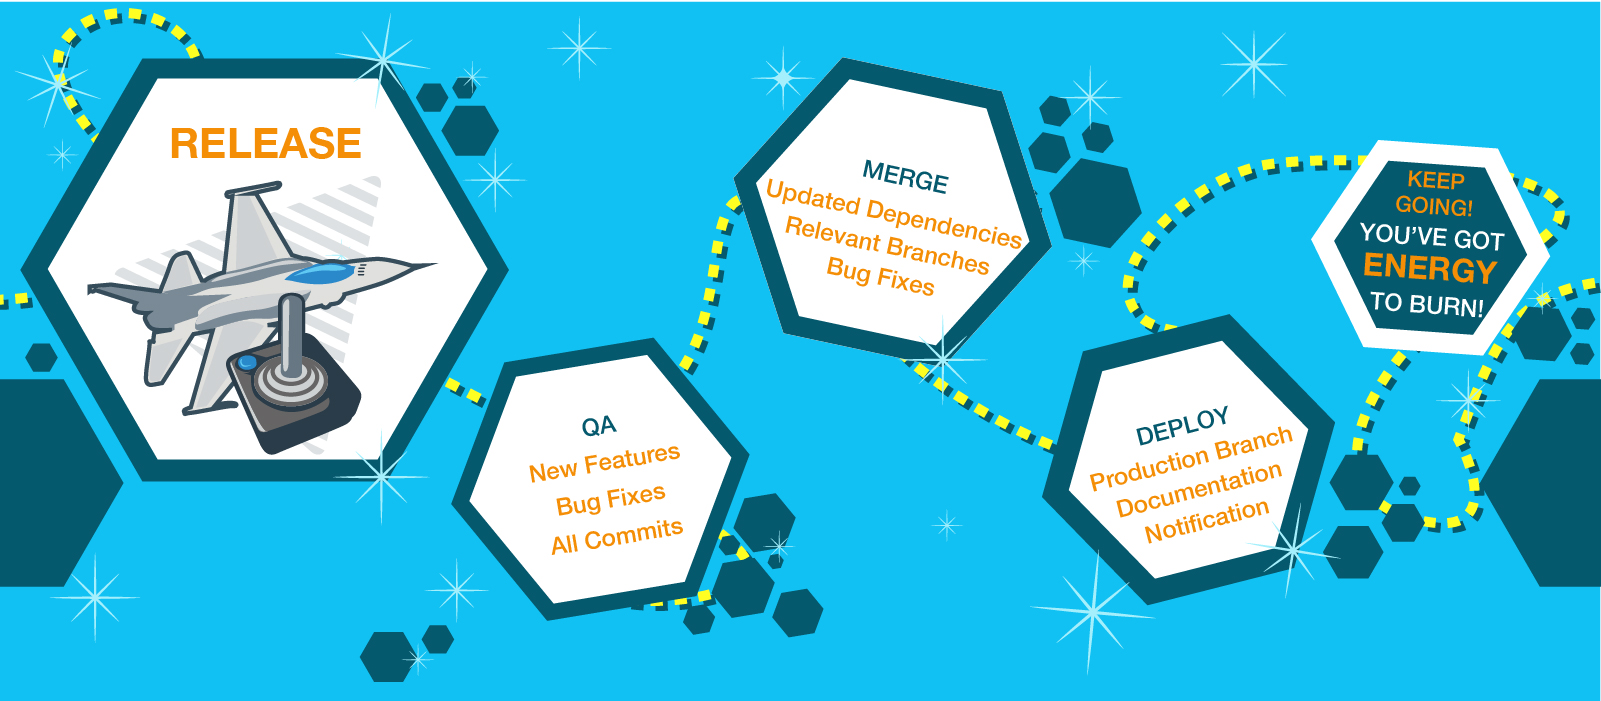 RELEASE
QA
New Features
Bug Fixes
All Commits
MERGE
Updated Dependencies
Relevant Branches
Bug Fixes
DEPLOY
Production Branch
Documentation
Notification
KEEP
GOING!
YOU'VE GOT
ENERGY
TO BURN!